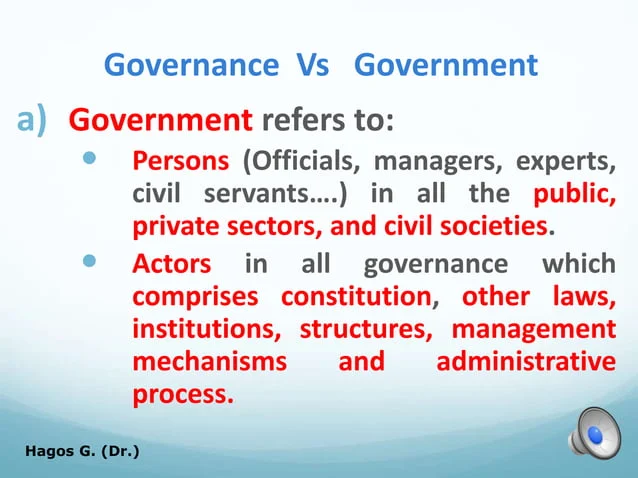 Governance Vs Government
a) Government refers to:
• Persons (Officials, managers, experts,
civil servants….) in all the public,
private sectors, and civil societies.
• Actors in all governance which
comprises constitution, other laws,
institutions, structures, management
mechanisms and administrative
process.
Hagos G. (Dr.)